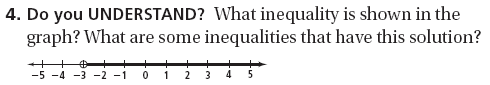 4. Do you UNDERSTAND? What inequality is shown in the
graph? What are some inequalities that have this solution?
-5 -4 -3 -2 -1 0 1 2 3 4 5